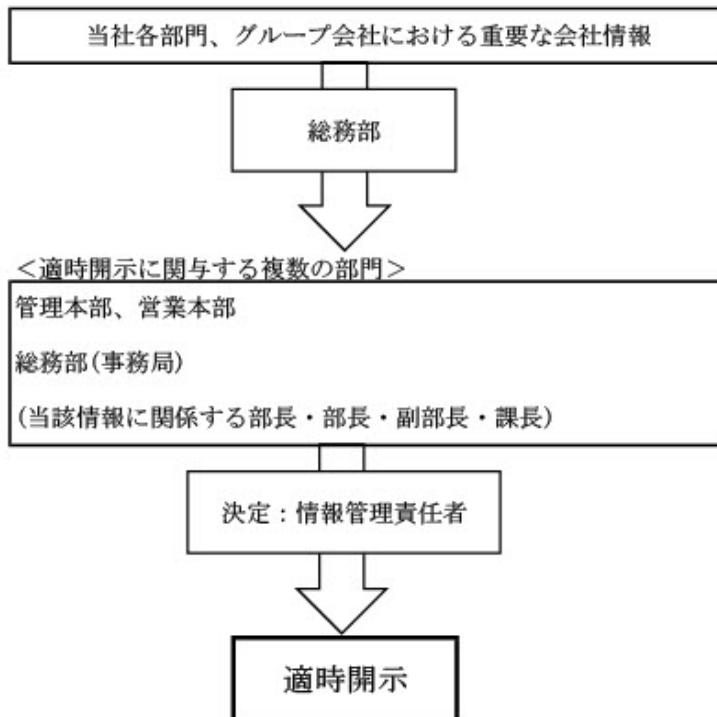 当社各部門、グループ会社における重要な会社情報
総務部
＜適時開示に関与する複数の部門＞
管理本部、営業本部
総務部(事務局)
(当該情報に関係する部長・部長・副部長・課長)
決定：情報管理責任者
適時開示